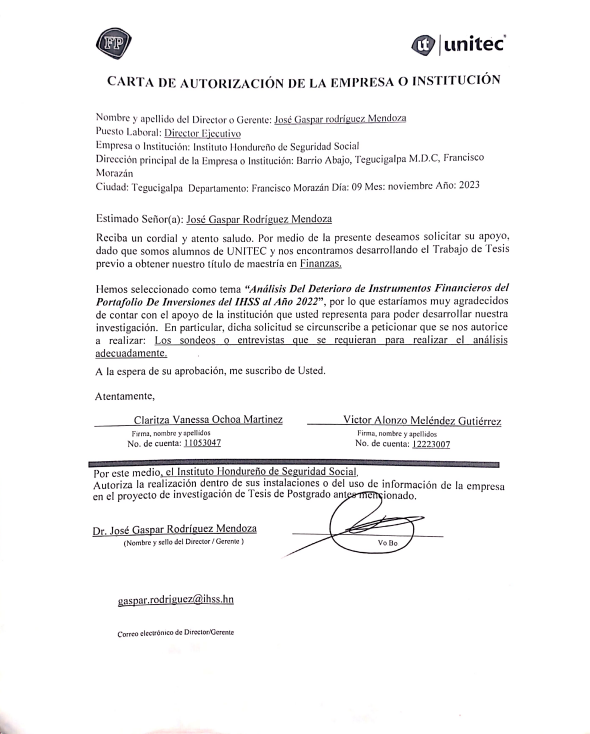 FP
ut unitec®
CARTA DE AUTORIZACIÓN DE LA EMPRESA O INSTITUCIÓN
Nombre y apellido del Director o Gerente: José Gaspar rodríguez Mendoza
Puesto Laboral: Director Ejecutivo
Empresa o Institución: Instituto Hondureño de Seguridad Social
Dirección principal de la Empresa o Institución: Barrio Abajo, Tegucigalpa M.D.C, Francisco
Morazán
Ciudad: Tegucigalpa Departamento: Francisco Morazán Día: 09 Mes: noviembre Año: 2023
Estimado Señor(a): José Gaspar Rodríguez Mendoza
Reciba un cordial y atento saludo. Por medio de la presente deseamos solicitar su apoyo,
dado que somos alumnos de UNITEC y nos encontramos desarrollando el Trabajo de Tesis
previo a obtener nuestro título de maestría en Finanzas.
Hemos seleccionado como tema “Análisis Del Deterioro de Instrumentos Financieros del
Portafolio De Inversiones del IHSS al Año 2022”, por lo que estaríamos muy agradecidos
de contar con el apoyo de la institución que usted representa para poder desarrollar nuestra
investigación. En particular, dicha solicitud se circunscribe a peticionar que se nos autorice
a realizar: Los sondeos o entrevistas que se requieran para realizar el análisis
adecuadamente.
A la espera de su aprobación, me suscribo de Usted.
Atentamente,
Claritza Vanessa Ochoa Martinez Victor Alonzo Meléndez Gutiérrez
Firma, nombre y apellidos Firma, nombre y apellidos
No. de cuenta: 11053047 No. de cuenta: 12223007
Por este medio, el Instituto Hondureño de Seguridad Social.
Autoriza la realización dentro de sus instalaciones o del uso de información de la empresa
en el proyecto de investigación de Tesis de Postgrado antes mencionado.
Dr. José Gaspar Rodríguez Mendoza
(Nombre y sello del Director / Gerente ) Vo Bo
gaspar.rodriguez@ihss.hn
Correo electrónico de Director/Gerente